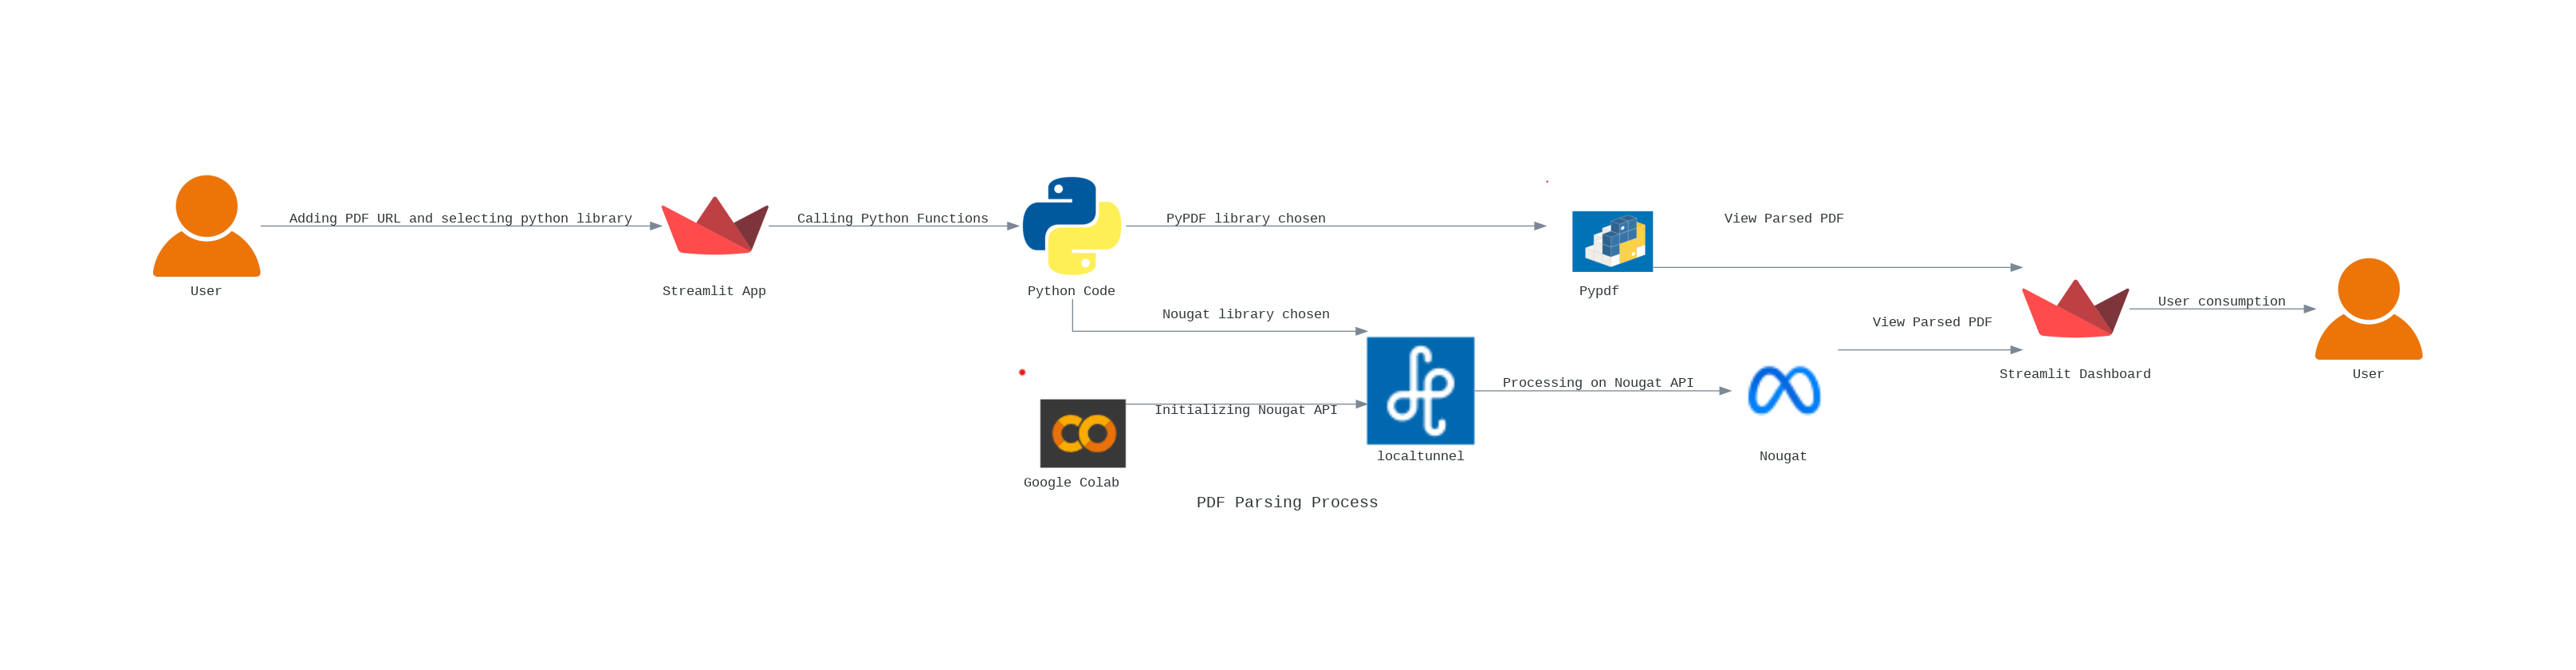 Adding PDF URL and selecting python library
Calling Python Functions
PyPDF library chosen
View Parsed PDF
User
Streamlit App
Python Code
Pypdf
Nougat library chosen
View Parsed PDF
User consumption
Streamlit Dashboard
User
Processing on Nougat API
Initializing Nougat API
localtunnel
Nougat
Google Colab
PDF Parsing Process